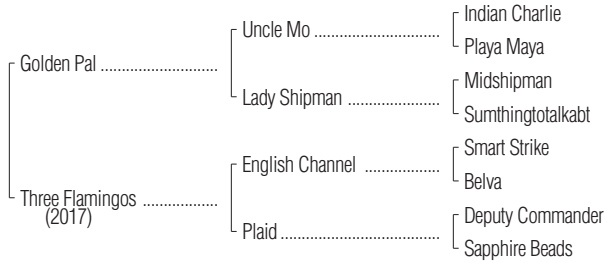 Indian Charlie
Uncle Mo
Playa Maya
Golden Pal
Midshipman
Lady Shipman
Sumthingtotalkabt
Smart Strike
English Channel
Belva
Three Flamingos
(2017)
Deputy Commander
Plaid
Sapphire Beads